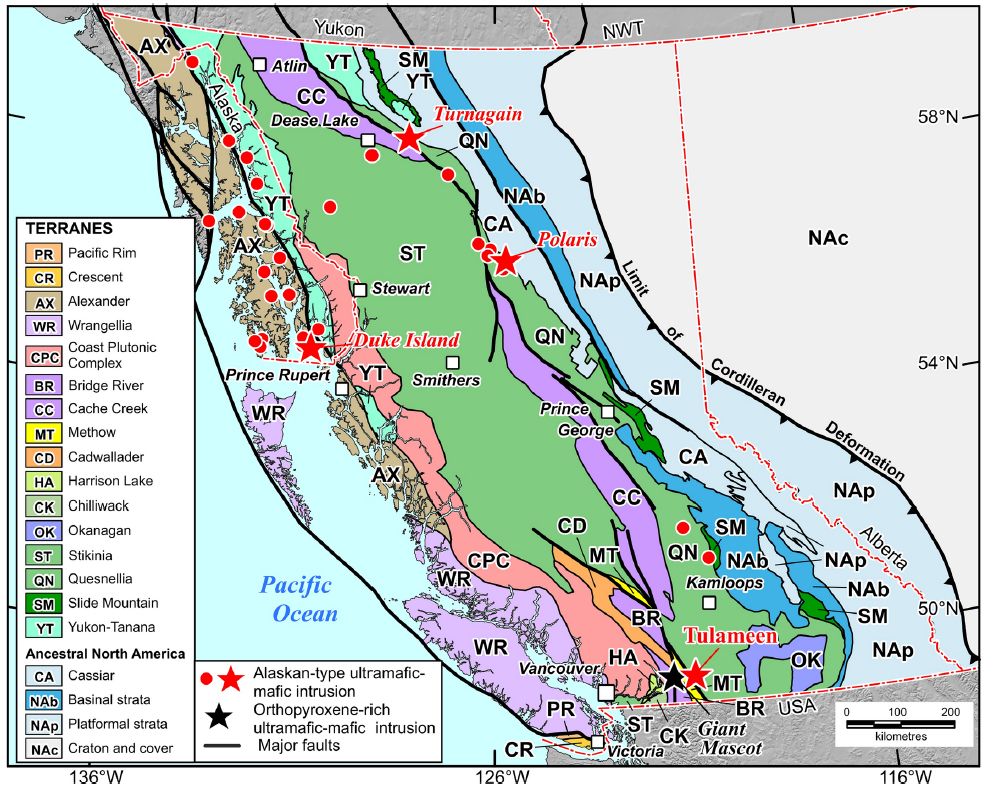 Yukon
NWT
AX
Atlin
YT
SM
YT
CC
Alaska
Dease Lake
Turnagain
QN
58°N
YT
NAb
CA
AX
ST
Polaris
NAc
NAp
Stewart
Limit
of
Cordilleran
Deformation
Duke Island
QN
54°N
Prince Rupert
YT
Smithers
SM
WR
Prince
George
CA
AX
NAp
CC
CD
SM
Alberta
MT
QN
NAb
NAp
CPC
Kamloops
NAb
WR
SM
50°N
Pacific
Ocean
BR
Tulameen
NAp
WR
HA
OK
Vancouver
MT
PR
BR
USA
ST
Giant
Mascot
CK
CR
Victoria
TERRANES
PR Pacific Rim
CR Crescent
AX Alexander
WR Wrangellia
CPC Coast Plutonic
Complex
BR Bridge River
CC Cache Creek
MT Methow
CD Cadwallader
HA Harrison Lake
CK Chilliwack
OK Okanagan
ST Stikinia
QN Quesnellia
SM Slide Mountain
YT Yukon-Tanana
Ancestral North America
CA Cassiar
NAb Basinal strata
NAp Platformal strata
NAc Craton and cover
Alaskan-type ultramafic-
mafic intrusion
Orthopyroxene-rich
ultramafic-mafic intrusion
Major faults
0 100 200
kilometres
136°W
126°W
116°W